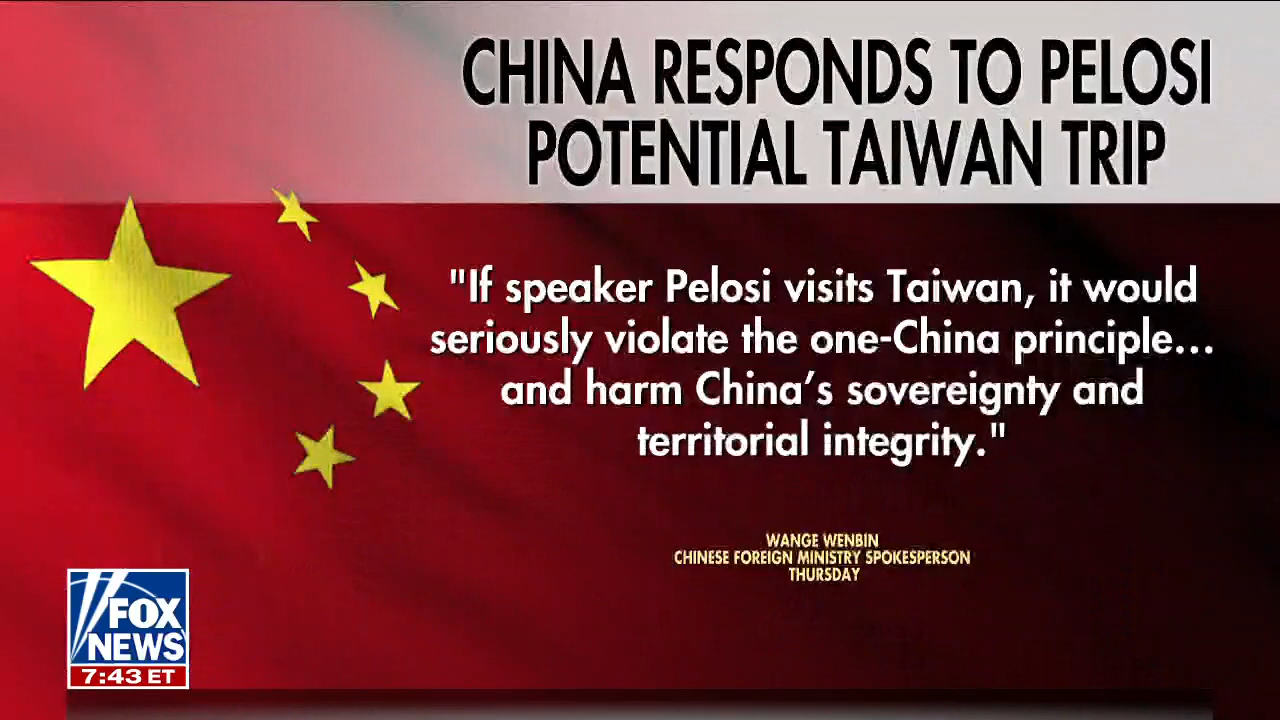 CHINA RESPONDS TO PELOSI
POTENTIAL TAIWAN TRIP
"If speaker Pelosi visits Taiwan, it would
seriously violate the one-China principle...
and harm China’s sovereignty and
territorial integrity."
WANGE WENBIN
CHINESE FOREIGN MINISTRY SPOKESPERSON
THURSDAY
FOX
NEWS
7:43 ET